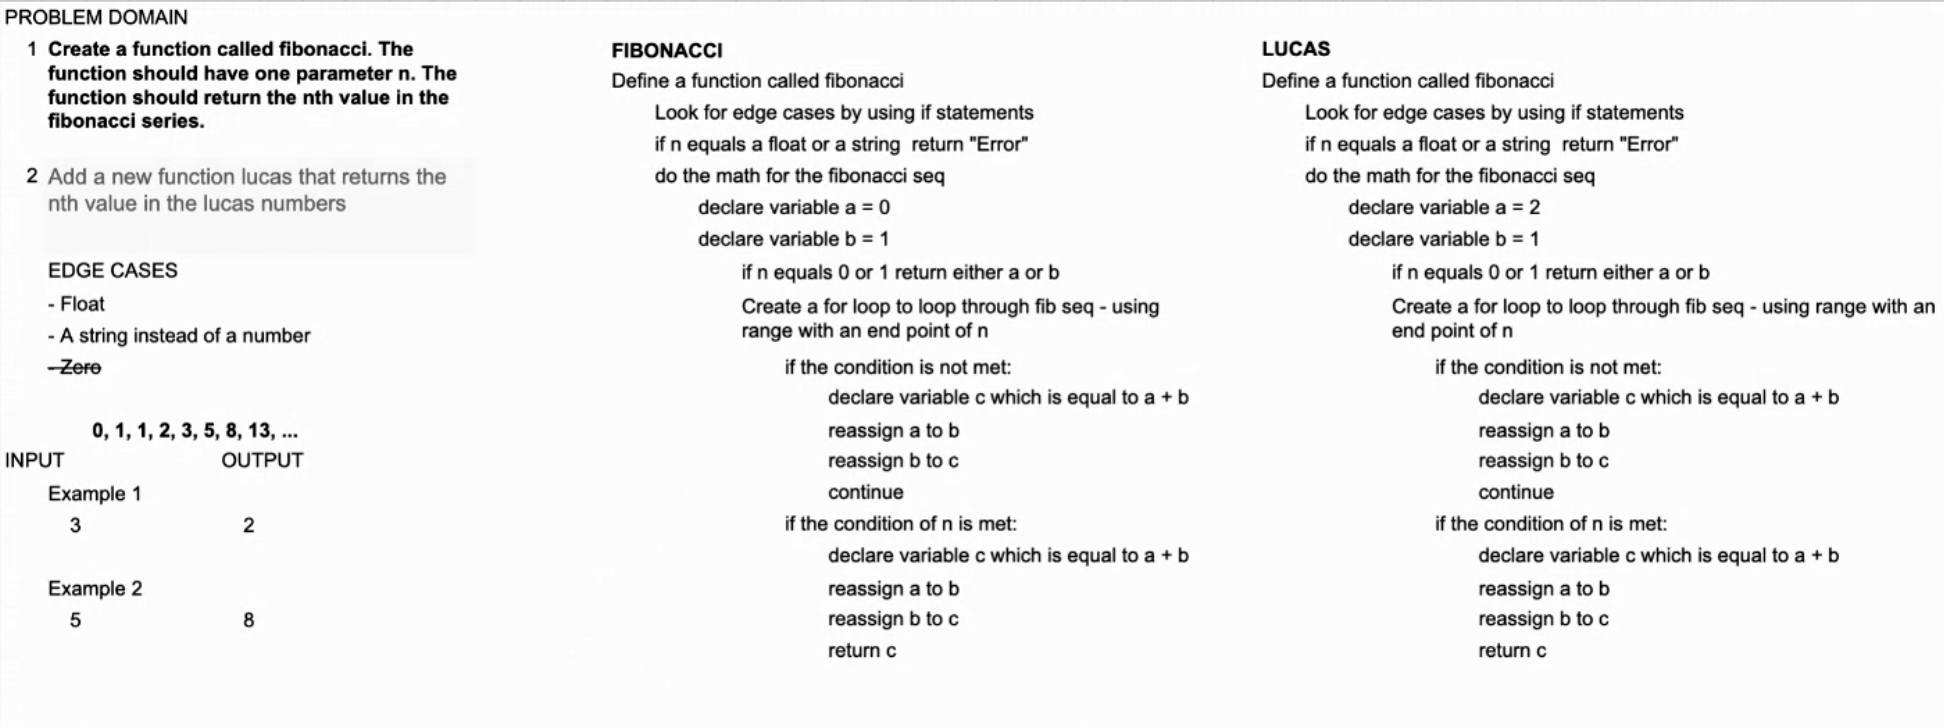 PROBLEM DOMAIN
1 Create a function called fibonacci. The
function should have one parameter n. The
function should return the nth value in the
fibonacci series.
2 Add a new function lucas that returns the
nth value in the lucas numbers
EDGE CASES
- Float
- A string instead of a number
- Zero
0, 1, 1, 2, 3, 5, 8, 13, ...
INPUT OUTPUT
Example 1
3 2
Example 2
5 8
FIBONACCI
Define a function called fibonacci
Look for edge cases by using if statements
if n equals a float or a string return "Error"
do the math for the fibonacci seq
declare variable a = 0
declare variable b = 1
if n equals 0 or 1 return either a or b
Create a for loop to loop through fib seq - using
range with an end point of n
if the condition is not met:
declare variable c which is equal to a + b
reassign a to b
reassign b to c
continue
if the condition of n is met:
declare variable c which is equal to a + b
reassign a to b
reassign b to c
return c
LUCAS
Define a function called fibonacci
Look for edge cases by using if statements
if n equals a float or a string return "Error"
do the math for the fibonacci seq
declare variable a = 2
declare variable b = 1
if n equals 0 or 1 return either a or b
Create a for loop to loop through fib seq - using range with an
end point of n
if the condition is not met:
declare variable c which is equal to a + b
reassign a to b
reassign b to c
continue
if the condition of n is met:
declare variable c which is equal to a + b
reassign a to b
reassign b to c
return c